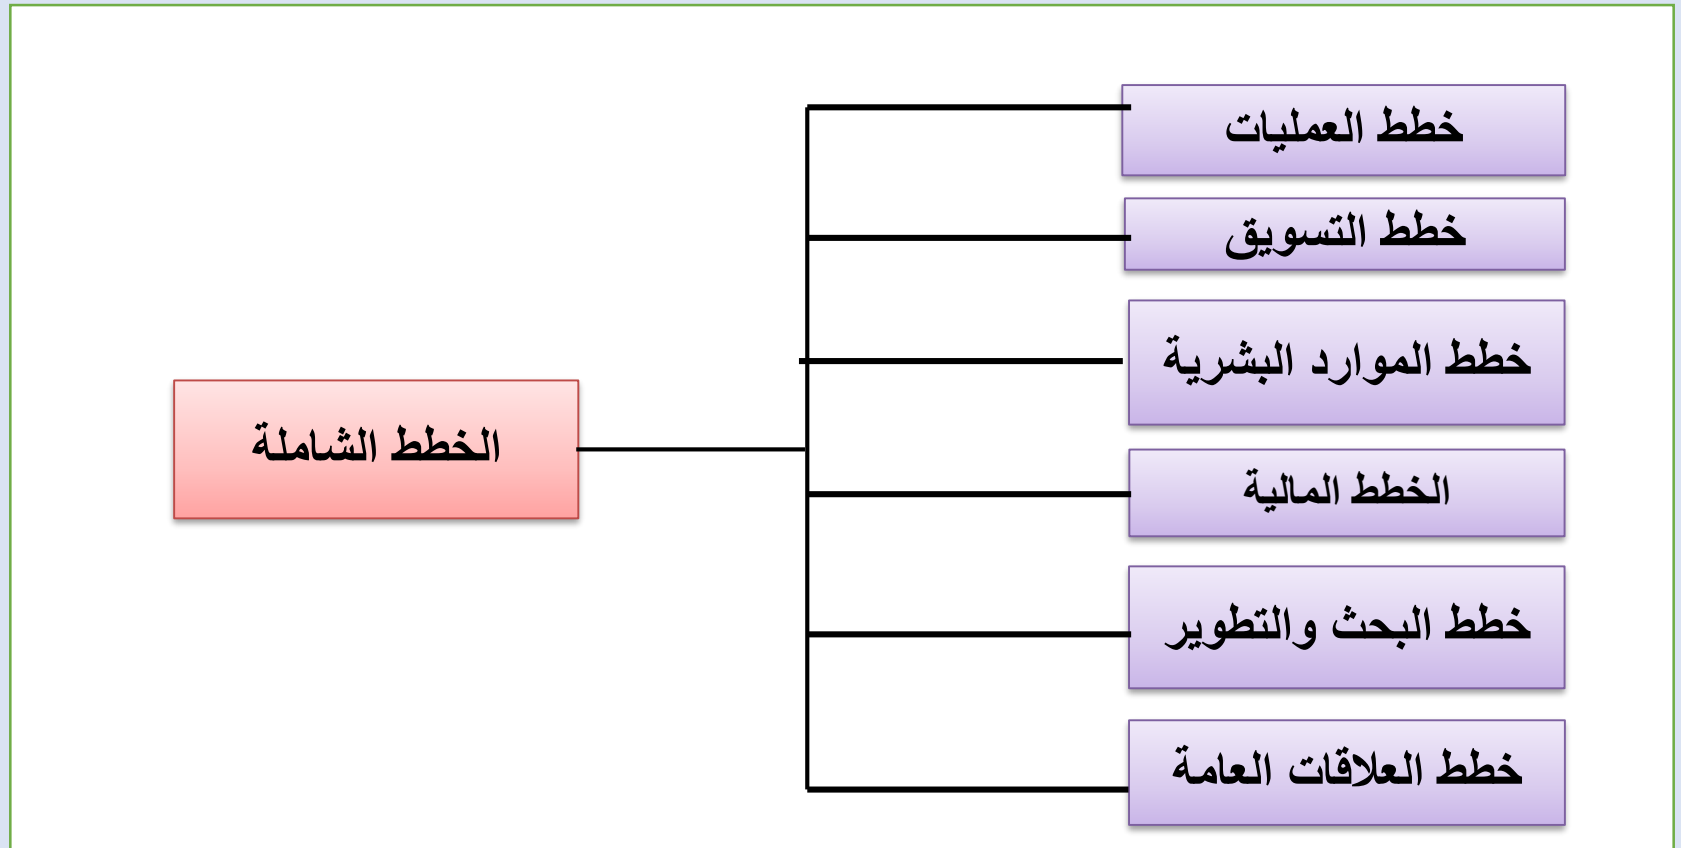 خطط العمليات
خطط التسويق
خطط الموارد البشرية
الخطط الشاملة
الخطط المالية
خطط البحث والتطوير
خطط العلاقات العامة